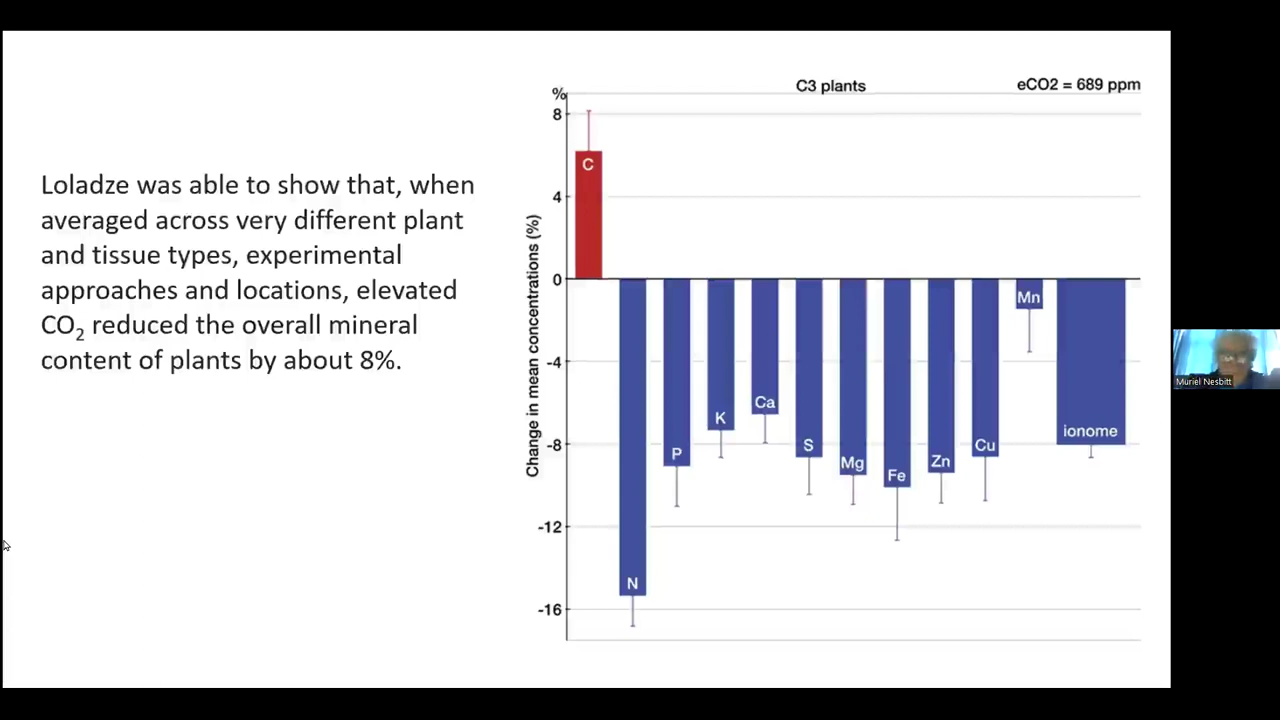 C3 plants
eCO2 = 689 ppm
%
8
4
0
-4
-8
-12
-16
Change in mean concentrations (%)
C
N
P
K
Ca
S
Mg
Fe
Zn
Cu
Mn
ionome
Loladze was able to show that, when
averaged across very different plant
and tissue types, experimental
approaches and locations, elevated
CO₂ reduced the overall mineral
content of plants by about 8%.
Muriel Nesbitt